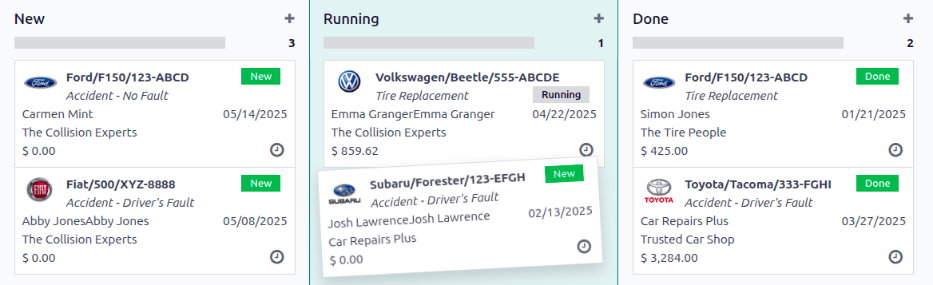 New +
3
Ford/F150/123-ABCD New
Accident - No Fault
Carmen Mint 05/14/2025
The Collision Experts
$ 0.00
Fiat/500/XYZ-8888 New
Accident - Driver's Fault
Abby JonesAbby Jones 05/08/2025
The Collision Experts
$ 0.00
Running +
1
Volkswagen/Beetle/555-ABCDE
Tire Replacement Running
Emma GrangerEmma Granger 04/22/2025
The Collision Experts
$ 859.62
SUBARU
Subaru/Forester/123-EFGH New
Accident - Driver's Fault
Josh LawrenceJosh Lawrence 02/13/2025
Car Repairs Plus
$ 0.00
Done +
2
Ford/F150/123-ABCD Done
Accident - Driver's Fault
Simon Jones 01/21/2025
The Tire People
$ 425.00
TOYOTA
Toyota/Tacoma/333-FGHI Done
Accident - Driver's Fault
Car Repairs Plus 03/27/2025
Trusted Car Shop
$ 3,284.00